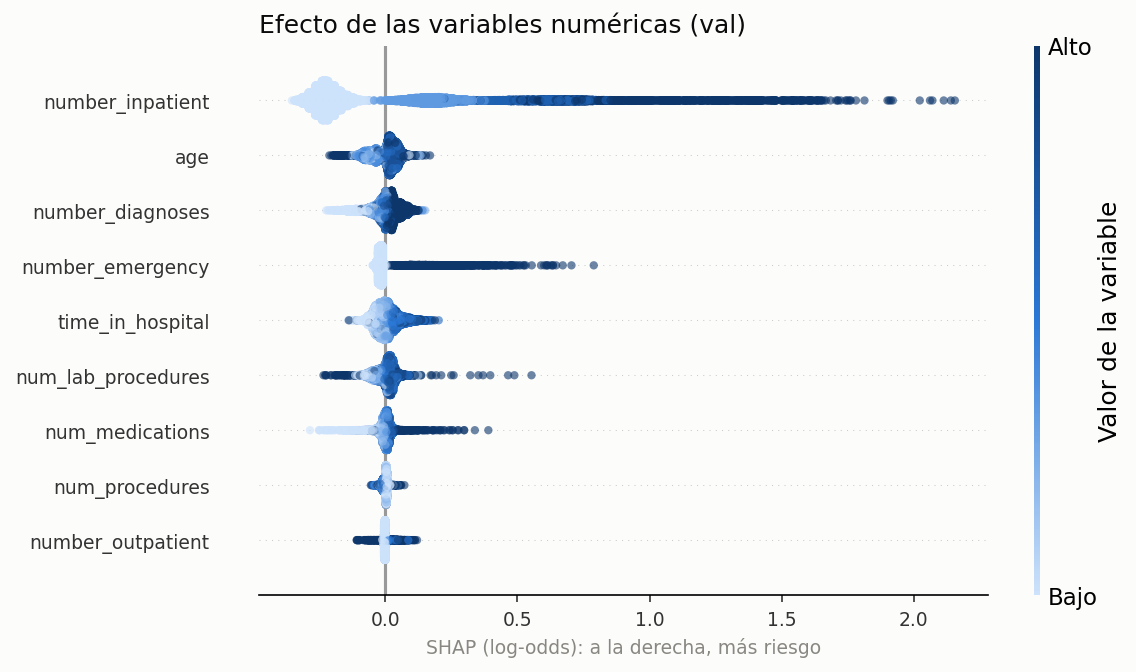 Efecto de las variables numéricas (val)
Alto
number_inpatient
age
number_diagnoses
number_emergency
time_in_hospital
num_lab_procedures
num_medications
num_procedures
number_outpatient
Valor de la variable
Bajo
0.0 0.5 1.0 1.5 2.0
SHAP (log-odds): a la derecha, más riesgo